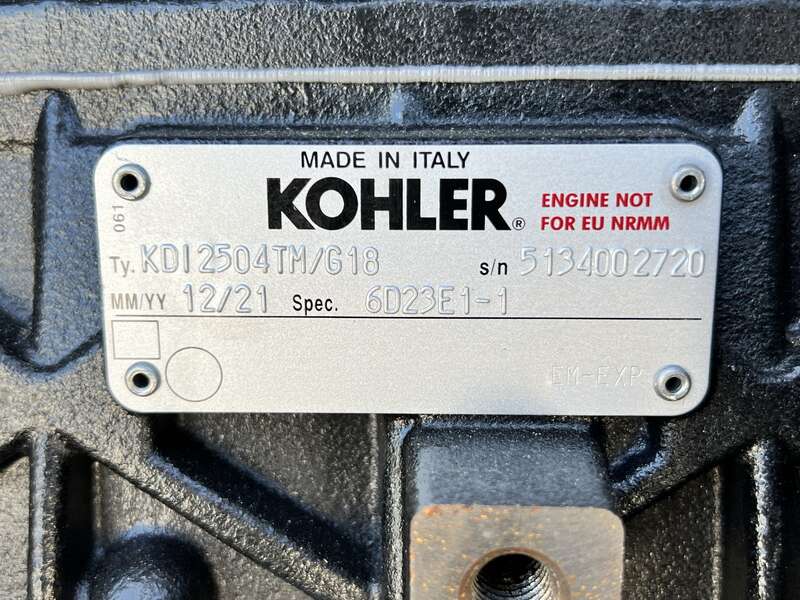 MADE IN ITALY
KOHLER®
ENGINE NOT
FOR EU NRMM
061
Ty. KDI2504TM/G18 s/n 5134002720
MM/YY 12/21 Spec. 6D23E1-1
EM-EXP